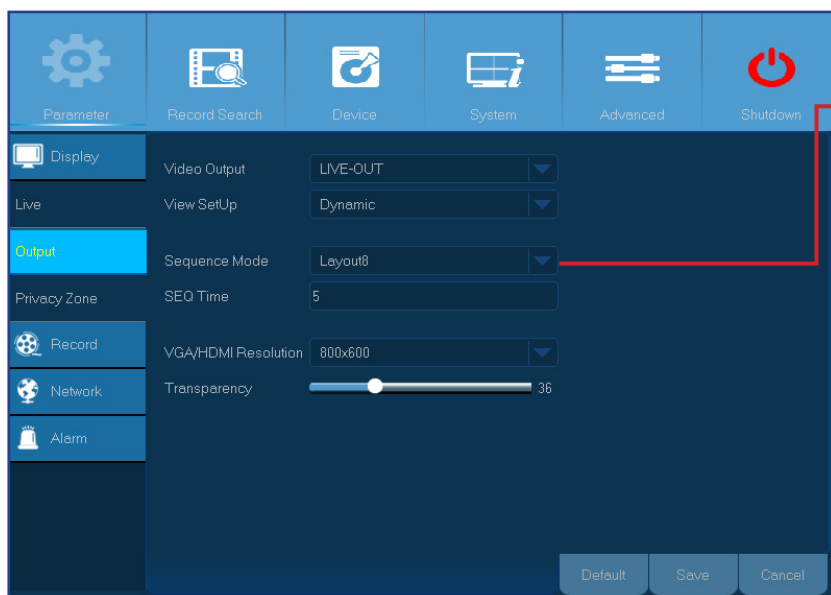 Parameter Record Search Device System Advanced Shutdown
Display
Live
Output
Privacy Zone
Record
Network
Alarm
Video Output LIVE-OUT
View SetUp Dynamic
Sequence Mode Layout8
SEQ Time 5
VGA/HDMI Resolution 800x600
Transparency 36
Default Save Cancel